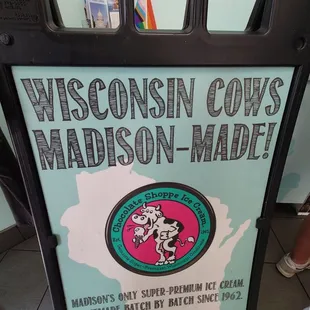 WISCONSIN COWS
MADISON-MADE!
Chocolate Shoppe Ice Cream
MADISON'S ONLY SUPER-PREMIUM ICE CREAM.
BATCH BY BATCH SINCE 1962.